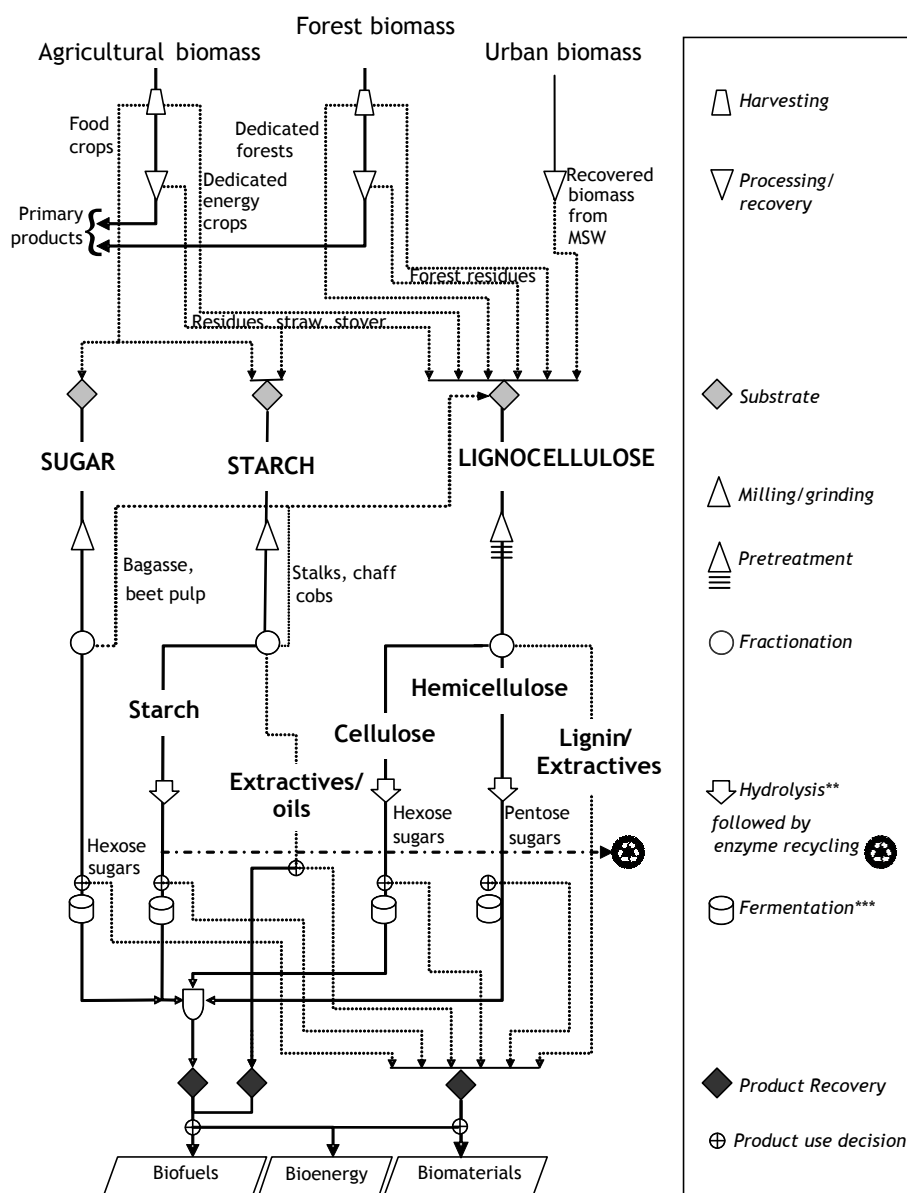 Forest biomass
Agricultural biomass
Urban biomass
Food
crops
Dedicated
forests
Dedicated
energy
crops
Recovered
biomass
from
MSW
Primary
products
Forest residues
Residues, straw, stover
SUGAR
STARCH
LIGNOCELLULOSE
Bagasse,
beet pulp
Stalks, chaff
cobs
Hemicellulose
Starch
Cellulose
Lignin/
Extractives
Extractives/
oils
Hexose
sugars
Pentose
sugars
Hexose
sugars
Biofuels
Bioenergy
Biomaterials
Harvesting
Processing/
recovery
Substrate
Milling/grinding
Pretreatment
Fractionation
Hydrolysis**
followed by
enzyme recycling
Fermentation***
Product Recovery
Product use decision